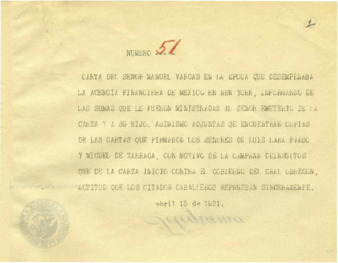 1
NUMERO 51
CARTA DEL SEÑOR MANUEL VARGAS EN LA EPOCA QUE DESEMPEÑABA
LA AGENCIA FINANCIERA DE MEXICO EN NEW YORK, INFORMANDO DE
LAS SUMAS QUE LE FUERON MINISTRADAS AL SEÑOR EMETERIO DE LA
GARZA Y A SU HIJO. ASIMISMO ADJUNTAS SE ENCUENTRAN COPIAS
DE LAS CARTAS QUE FIRMARON LOS SEÑORES DE LUIS LARA PARDO
Y MIGUEL DE ZARRAGA, CON MOTIVO DE LA CAMPAÑA DE INSULTOS
QUE DE LA GARZA INICIO CONTRA EL GOBIERNO DEL GRAL OBREGON,
ACTITUD QUE LOS CITADOS CABALLEROS REPRUEBAN SINCERAMENTE.
abril 15 de 1921.